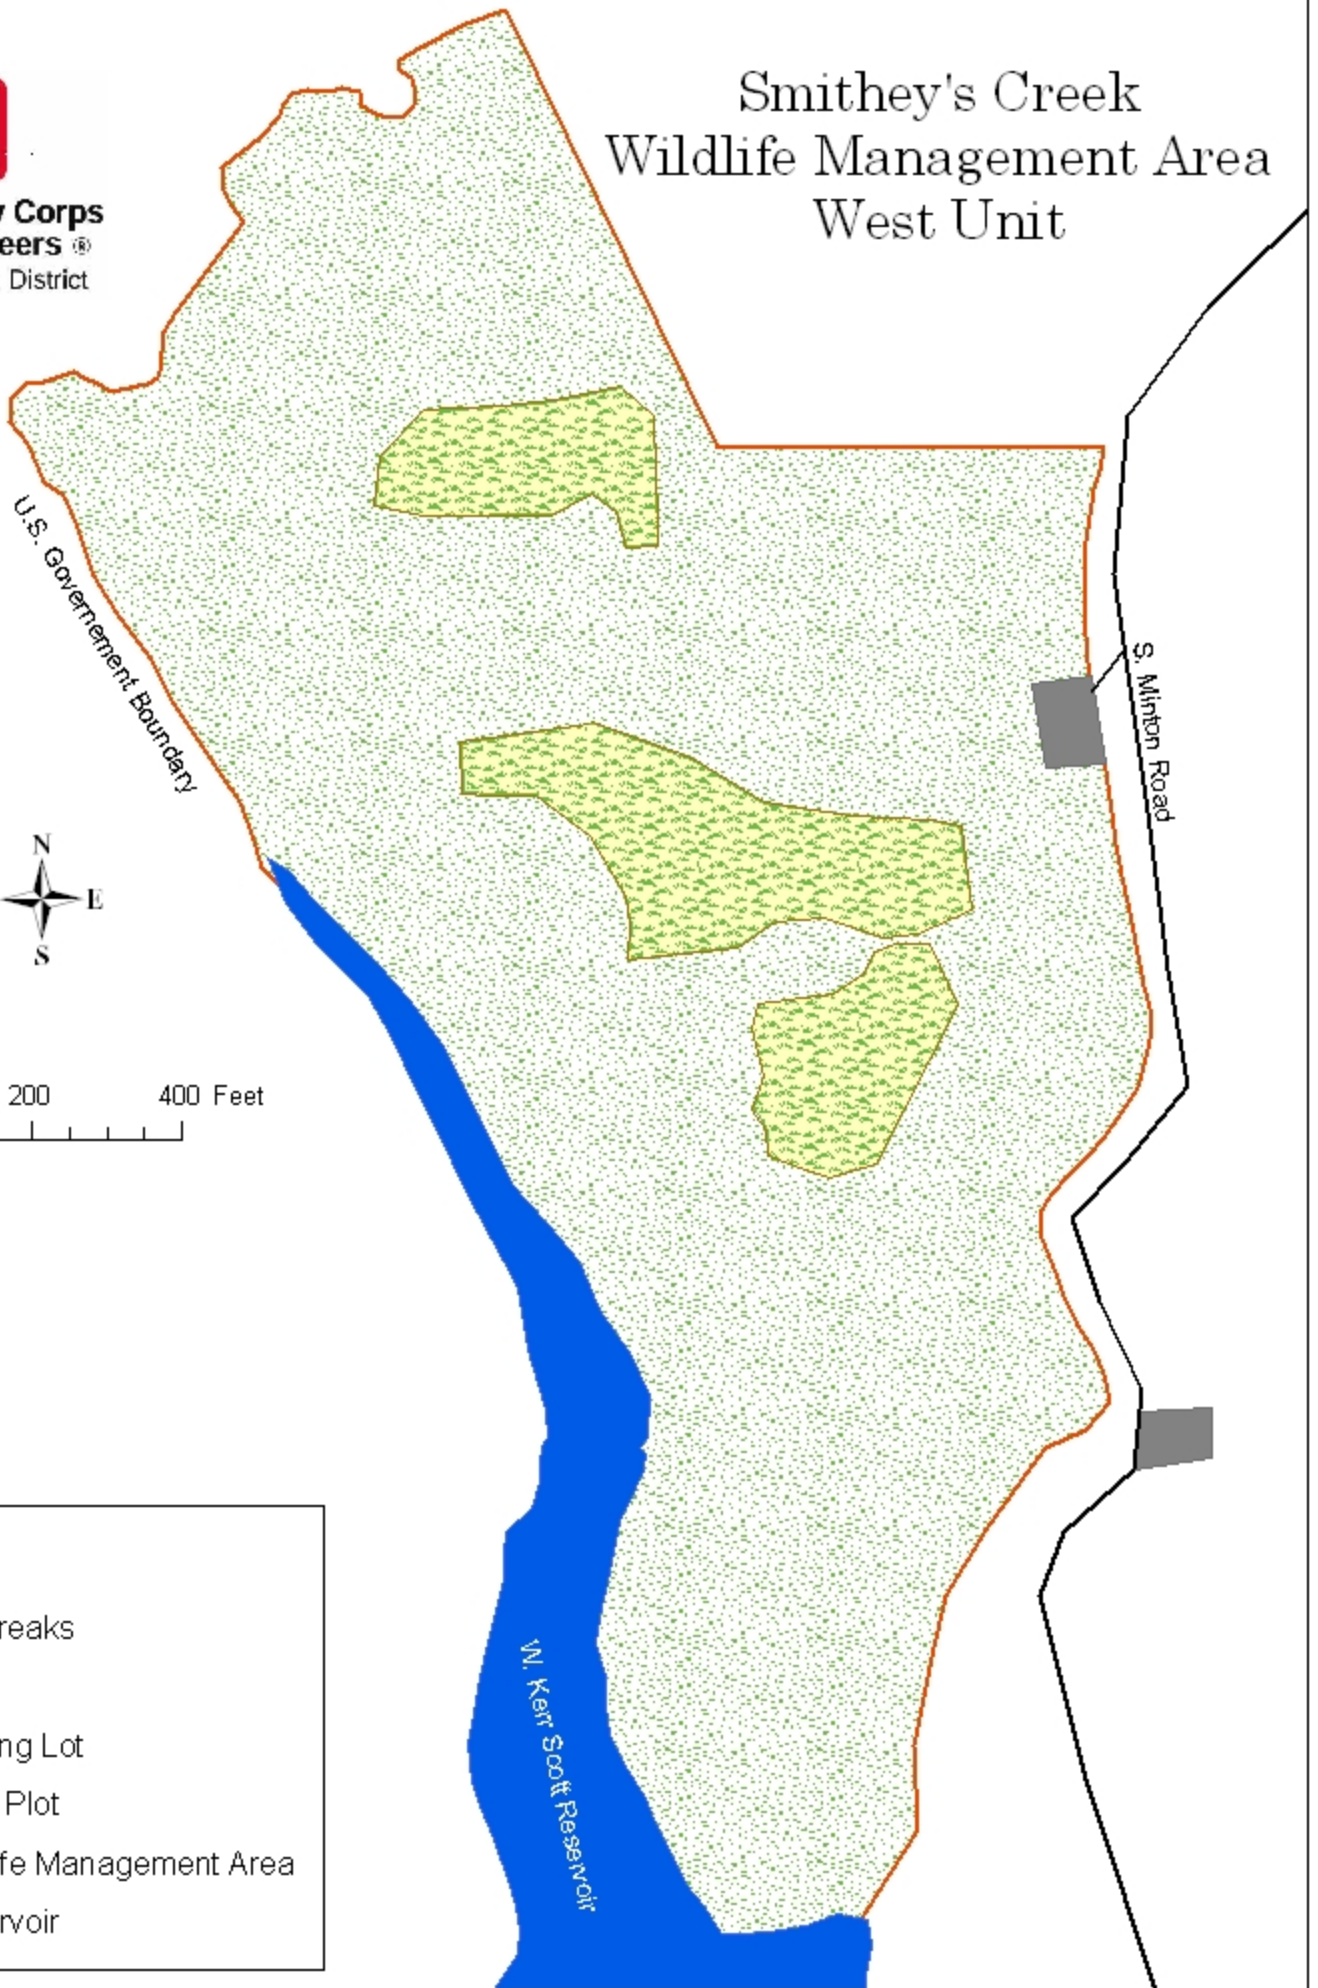 Smithey's Creek
Wildlife Management Area
West Unit
y Corps
eers ®
District
U.S. Governement Boundary
S. Minton Road
N
E
S
200 400 Feet
W. Kerr Scott Reservoir
reaks
ng Lot
Plot
fe Management Area
rvoir